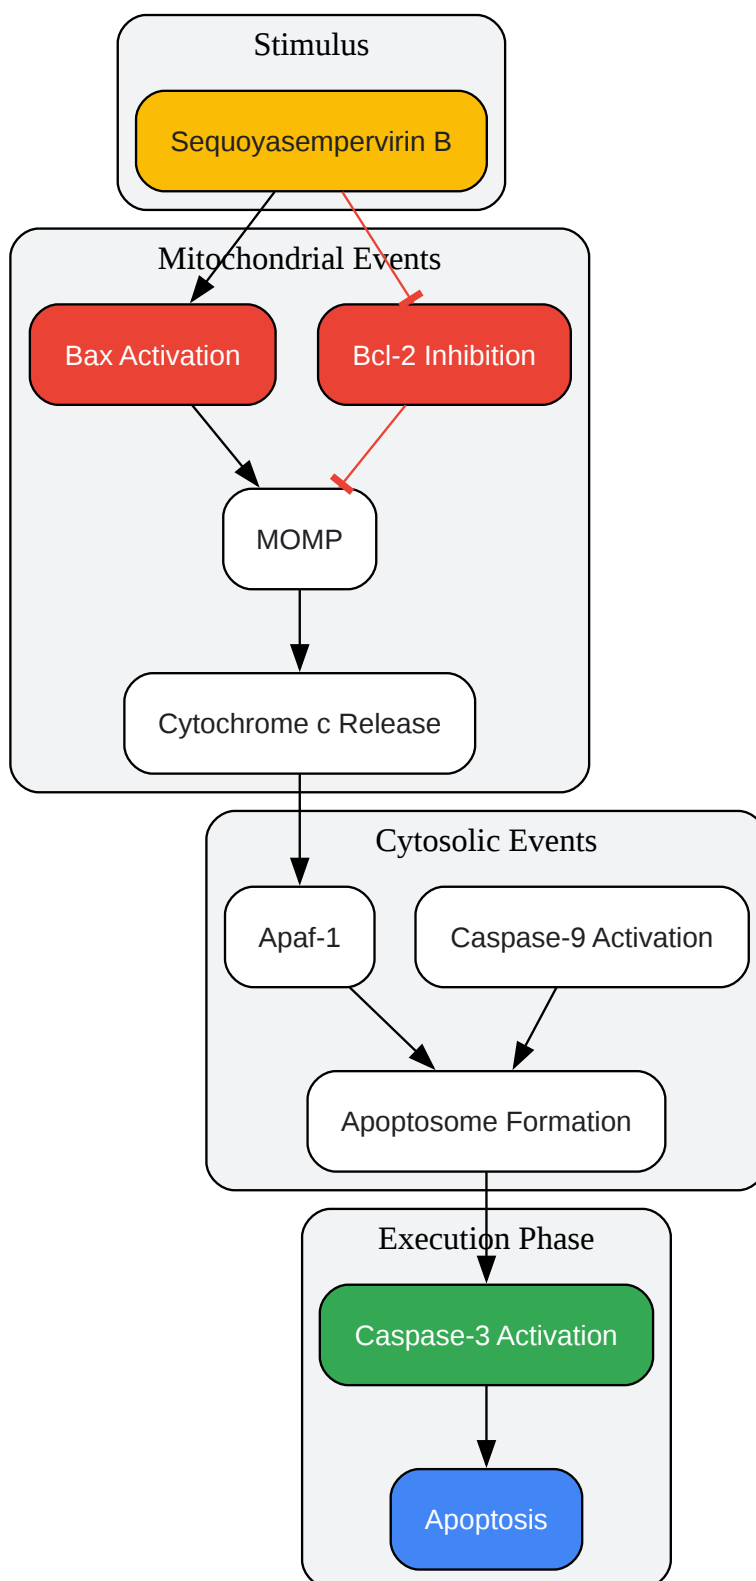 Stimulus
Sequoyasempervirin B
Mitochondrial Events
Bax Activation
Bcl-2 Inhibition
MOMP
Cytochrome c Release
Cytosolic Events
Apaf-1
Caspase-9 Activation
Apoptosome Formation
Execution Phase
Caspase-3 Activation
Apoptosis